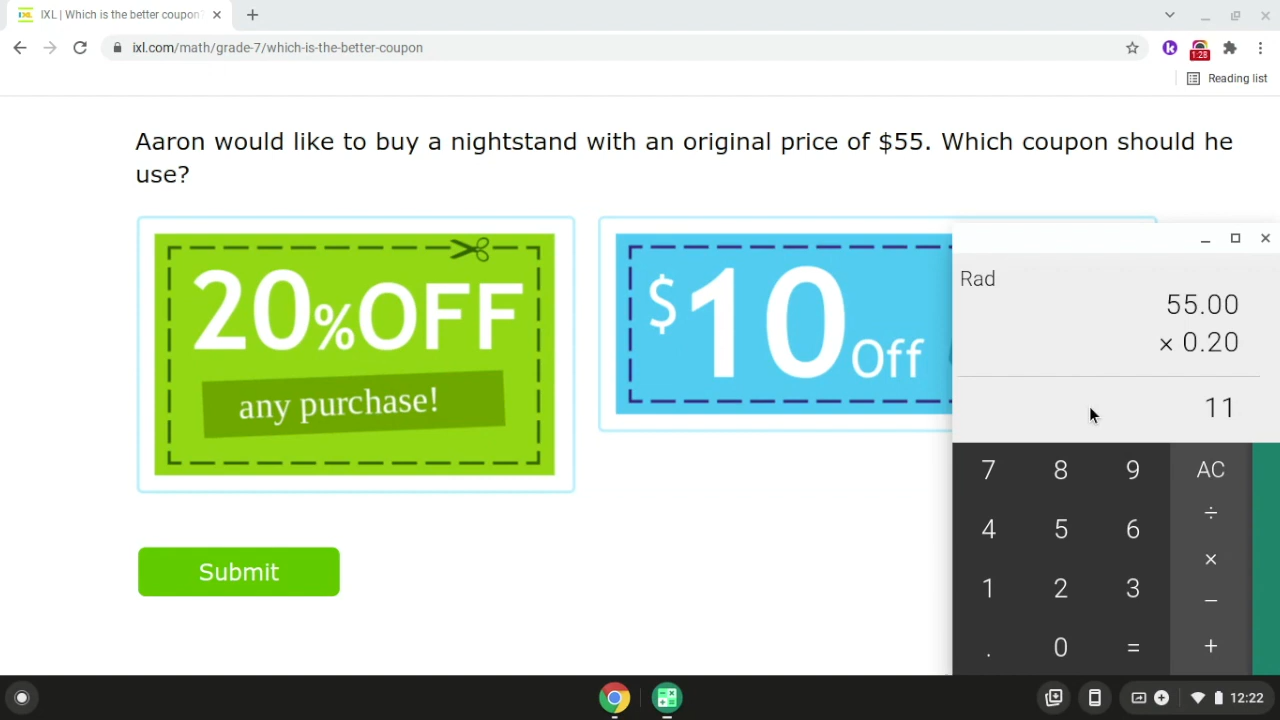 IXL | Which is the better coupon?
ixl.com/math/grade-7/which-is-the-better-coupon
k
1:28
Reading list
Aaron would like to buy a nightstand with an original price of $55. Which coupon should he
use?
20%OFF
any purchase!
$10 Off
Submit
Rad
55.00
× 0.20
11
7 8 9 AC
÷
4 5 6
×
1 2 3
−
. 0 = +
12:22